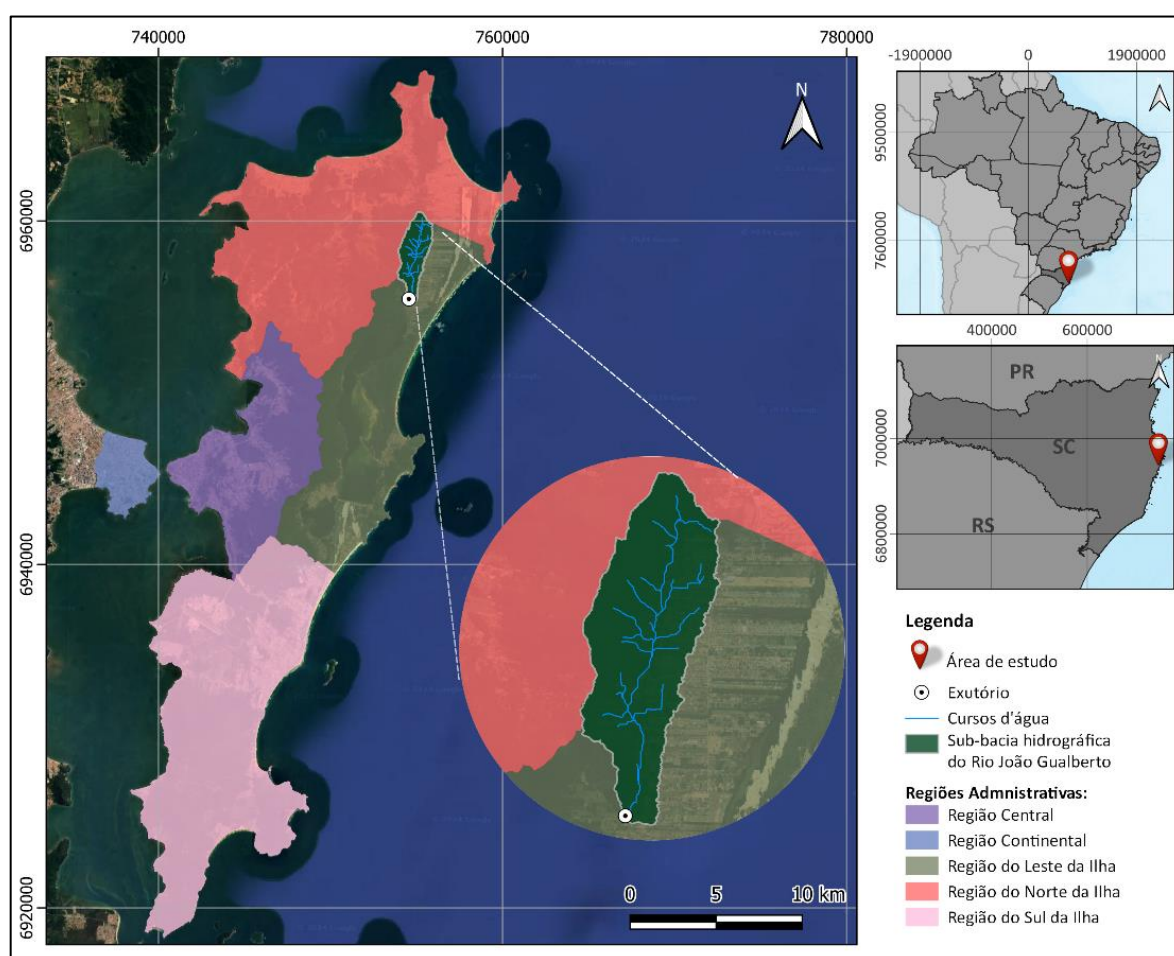 740000
760000
780000
N
6960000
6940000
6920000
0 5 10 km
-1900000 0 1900000
9500000
7600000
400000 600000
N
PR
SC
RS
7000000
6800000
Legenda
Área de estudo
Exutório
Cursos d'água
Sub-bacia hidrográfica
do Rio João Gualberto
Regiões Admnistrativas:
Região Central
Região Continental
Região do Leste da Ilha
Região do Norte da Ilha
Região do Sul da Ilha